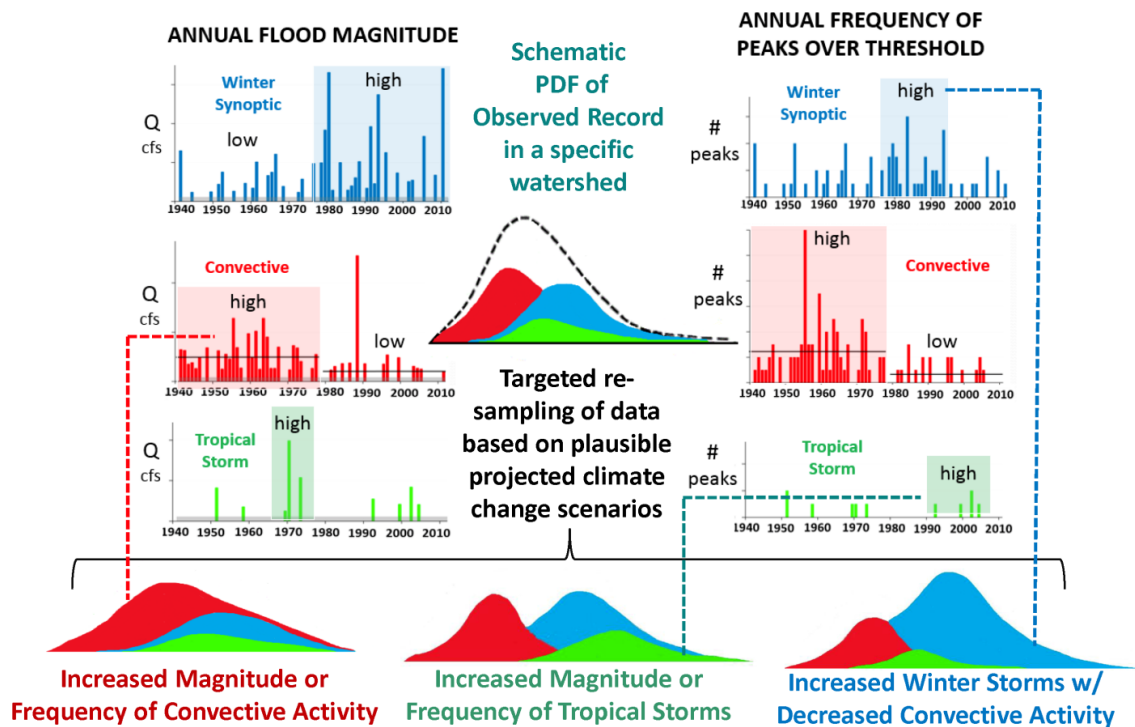 ANNUAL FLOOD MAGNITUDE
Winter
Synoptic
high
low
Q
cfs
1940 1950 1960 1970 1980 1990 2000 2010
Convective
high
low
Q
cfs
1940 1950 1960 1970 1980 1990 2000 2010
Tropical
Storm
high
Q
cfs
1940 1950 1960 1970 1980 1990 2000 2010
Schematic
PDF of
Observed Record
in a specific
watershed
Targeted re-
sampling of data
based on plausible
projected climate
change scenarios
ANNUAL FREQUENCY OF
PEAKS OVER THRESHOLD
Winter
Synoptic
high
#
peaks
1940 1950 1960 1970 1980 1990 2000 2010
high
Convective
low
#
peaks
1940 1950 1960 1970 1980 1990 2000 2010
Tropical
Storm
high
#
peaks
1940 1950 1960 1970 1980 1990 2000 2010
Increased Magnitude or
Frequency of Convective Activity
Increased Magnitude or
Frequency of Tropical Storms
Increased Winter Storms w/
Decreased Convective Activity